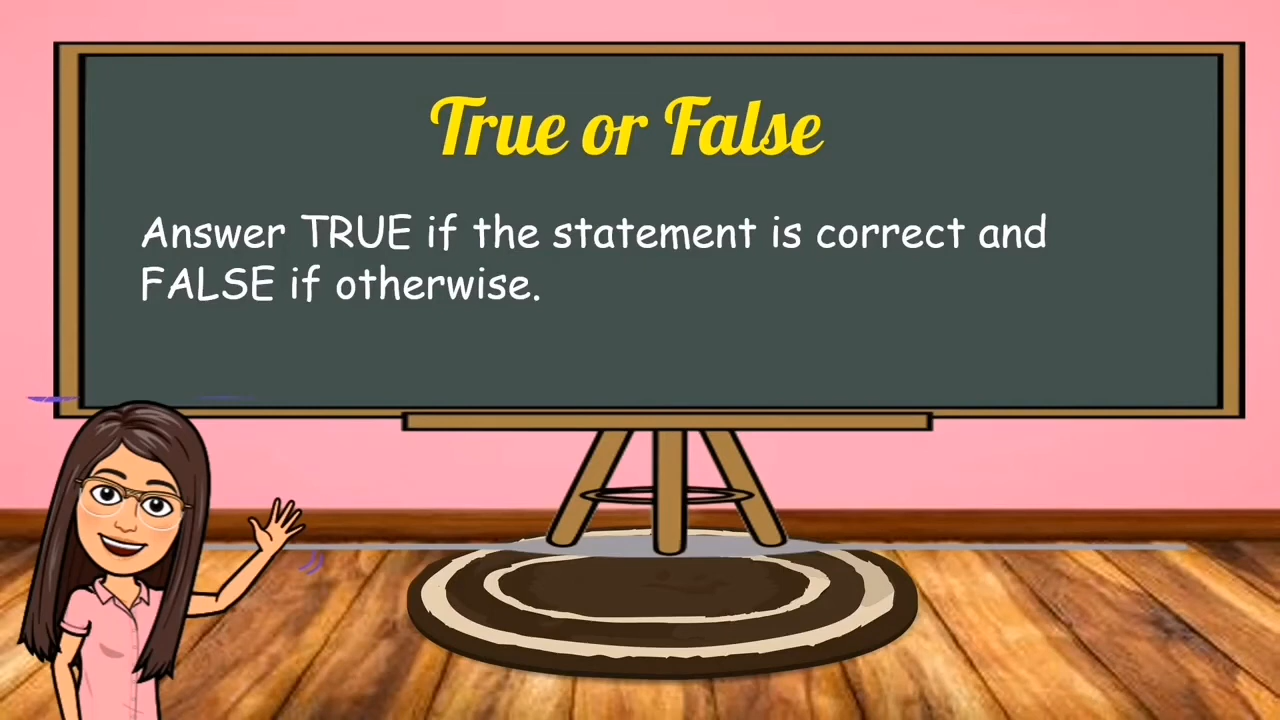 True or False
Answer TRUE if the statement is correct and
FALSE if otherwise.